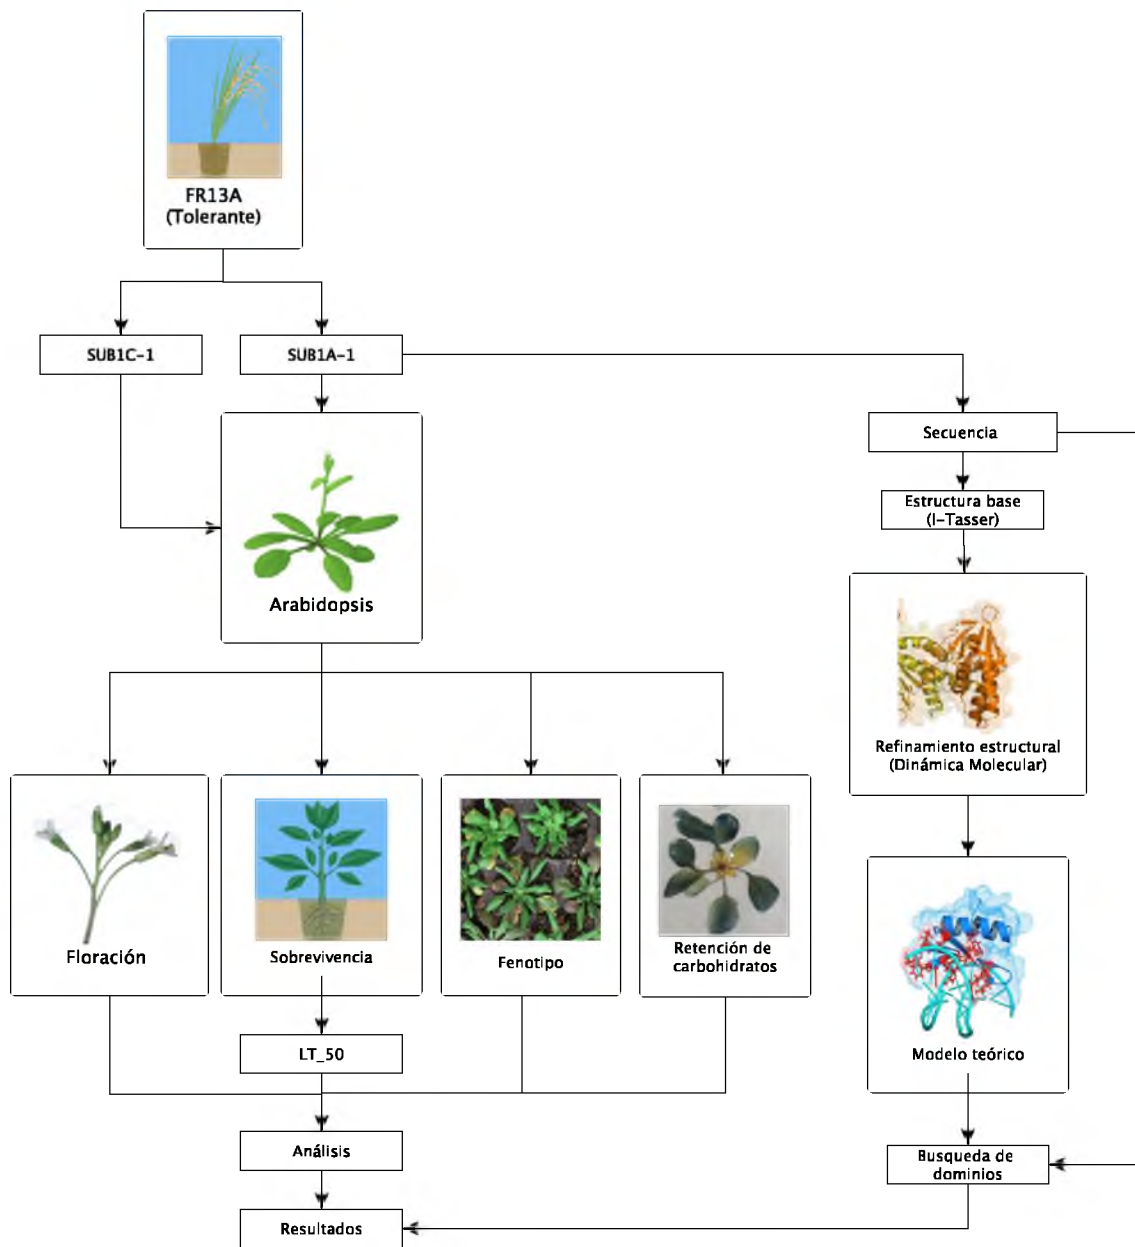 FR13A
(Tolerante)
SUB1C-1
SUB1A-1
Secuencia
Estructura base
(I-Tasser)
Arabidopsis
Refinamiento estructural
(Dinámica Molecular)
Floración
Sobrevivencia
Fenotipo
Retención de
carbohidratos
LT_50
Modelo teórico
Análisis
Busqueda de
dominios
Resultados